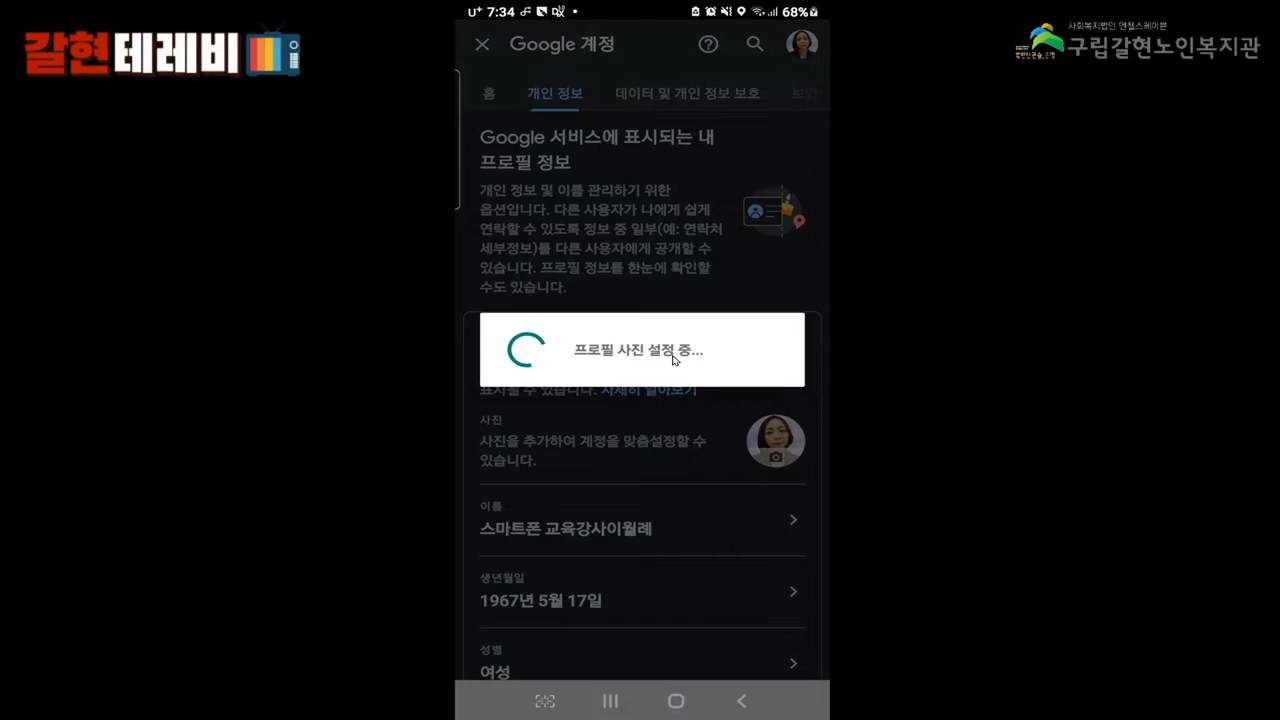 갈현테레비
사회복지법인 엔젤스헤이븐
구립갈현노인복지관
U+ 7:34
68%
Google 계정
홈
개인 정보
데이터 및 개인 정보 보호
보안
Google 서비스에 표시되는 내
프로필 정보
개인 정보 및 이를 관리하기 위한
옵션입니다. 다른 사용자가 나에게 쉽게
연락할 수 있도록 정보 중 일부(예: 연락처
세부정보)를 다른 사용자에게 공개할 수
있습니다. 프로필 정보를 한눈에 확인할
수도 있습니다.
프로필 사진 설정 중...
표시될 수 있습니다. 자세히 알아보기
사진
사진을 추가하여 계정을 맞춤설정할 수
있습니다.
이름
스마트폰 교육강사이월례
생년월일
1967년 5월 17일
성별
여성